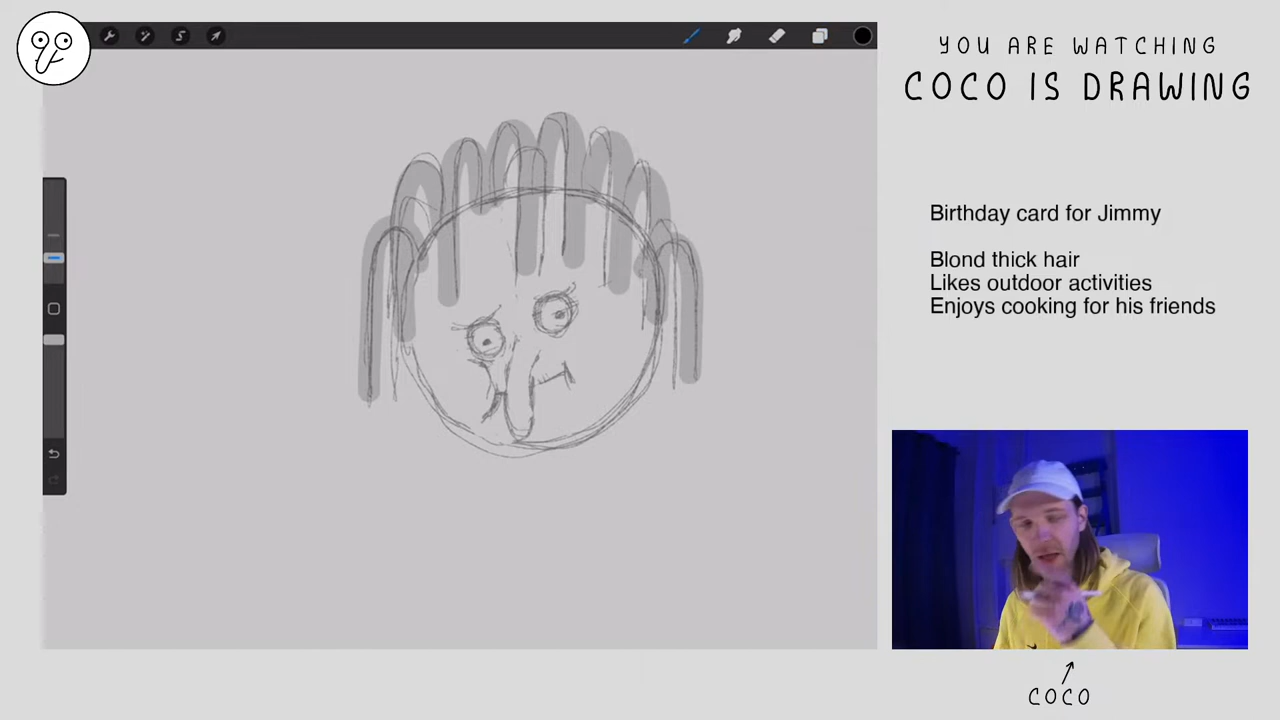 YOU ARE WATCHING
COCO IS DRAWING
Birthday card for Jimmy
Blond thick hair
Likes outdoor activities
Enjoys cooking for his friends
COCO